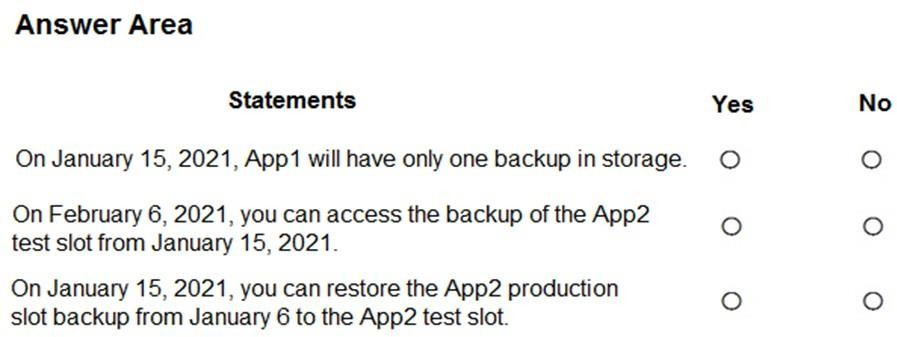 Answer Area
Statements Yes No
On January 15, 2021, App1 will have only one backup in storage.
On February 6, 2021, you can access the backup of the App2
test slot from January 15, 2021.
On January 15, 2021, you can restore the App2 production
slot backup from January 6 to the App2 test slot.